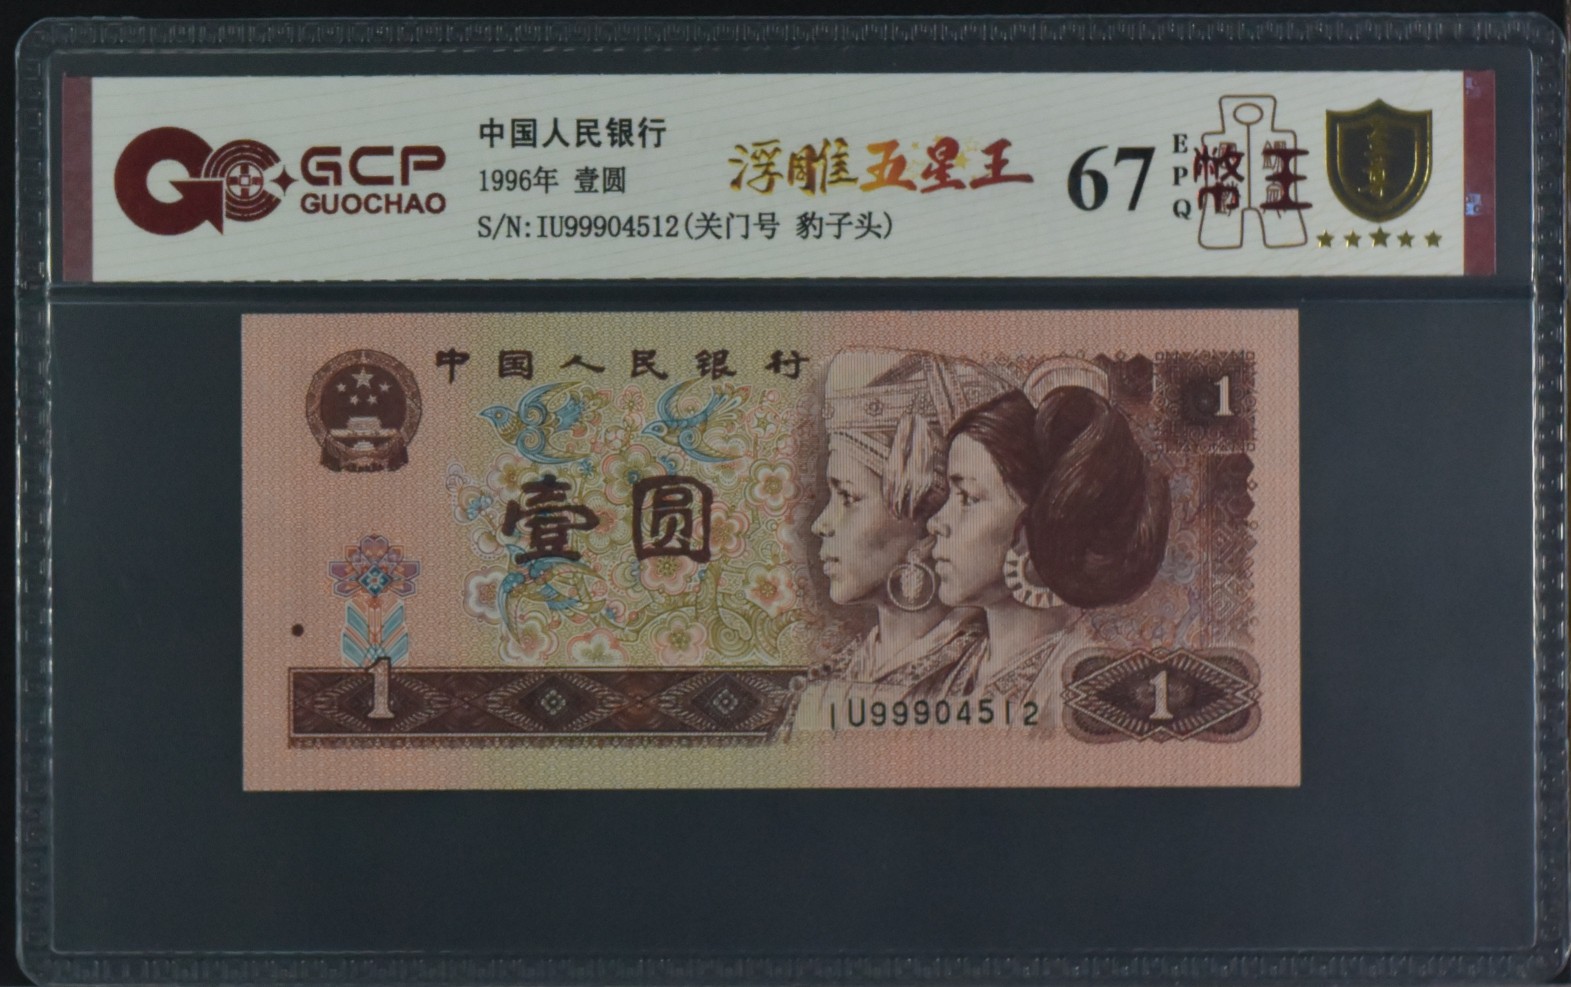 GCP
GUOCHAO
中国人民银行
1996年 壹圆
S/N:IU99904512(关门号 豹子头)
浮雕五星王
67
EPQ
中国人民银行
1
壹圆
1
IU99904512
1